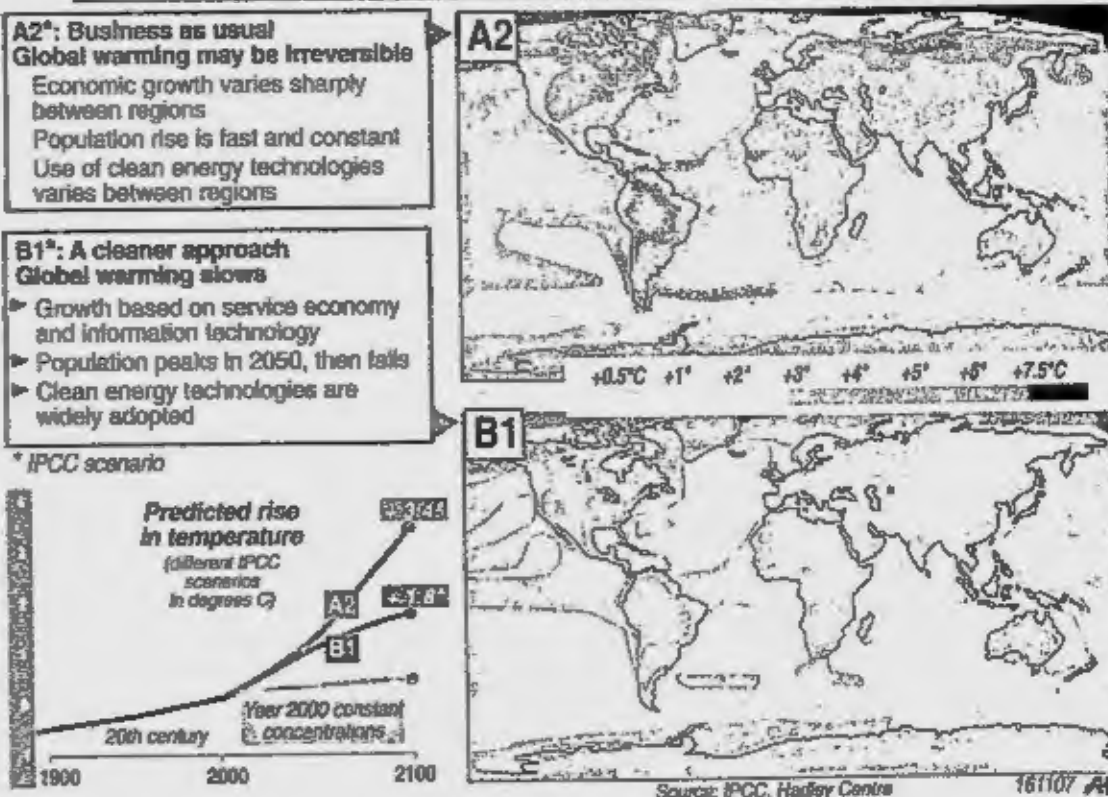 A2*: Business as usual
Global warming may be irreversible
Economic growth varies sharply
between regions
Population rise is fast and constant
Use of clean energy technologies
varies between regions
B1*: A cleaner approach
Global warming slows
Growth based on service economy
and information technology
Population peaks in 2050, then falls
Clean energy technologies are
widely adopted
* IPCC scenario
A2
+0.5°C +1° +2° +3° +4° +5° +6° +7.5°C
B1
Predicted rise
in temperature
(different IPCC
scenarios
in degrees C)
A2
B1
Year 2000 constant
concentrations
20th century
1900 2000 2100
Source: IPCC, Hadley Centre
161107